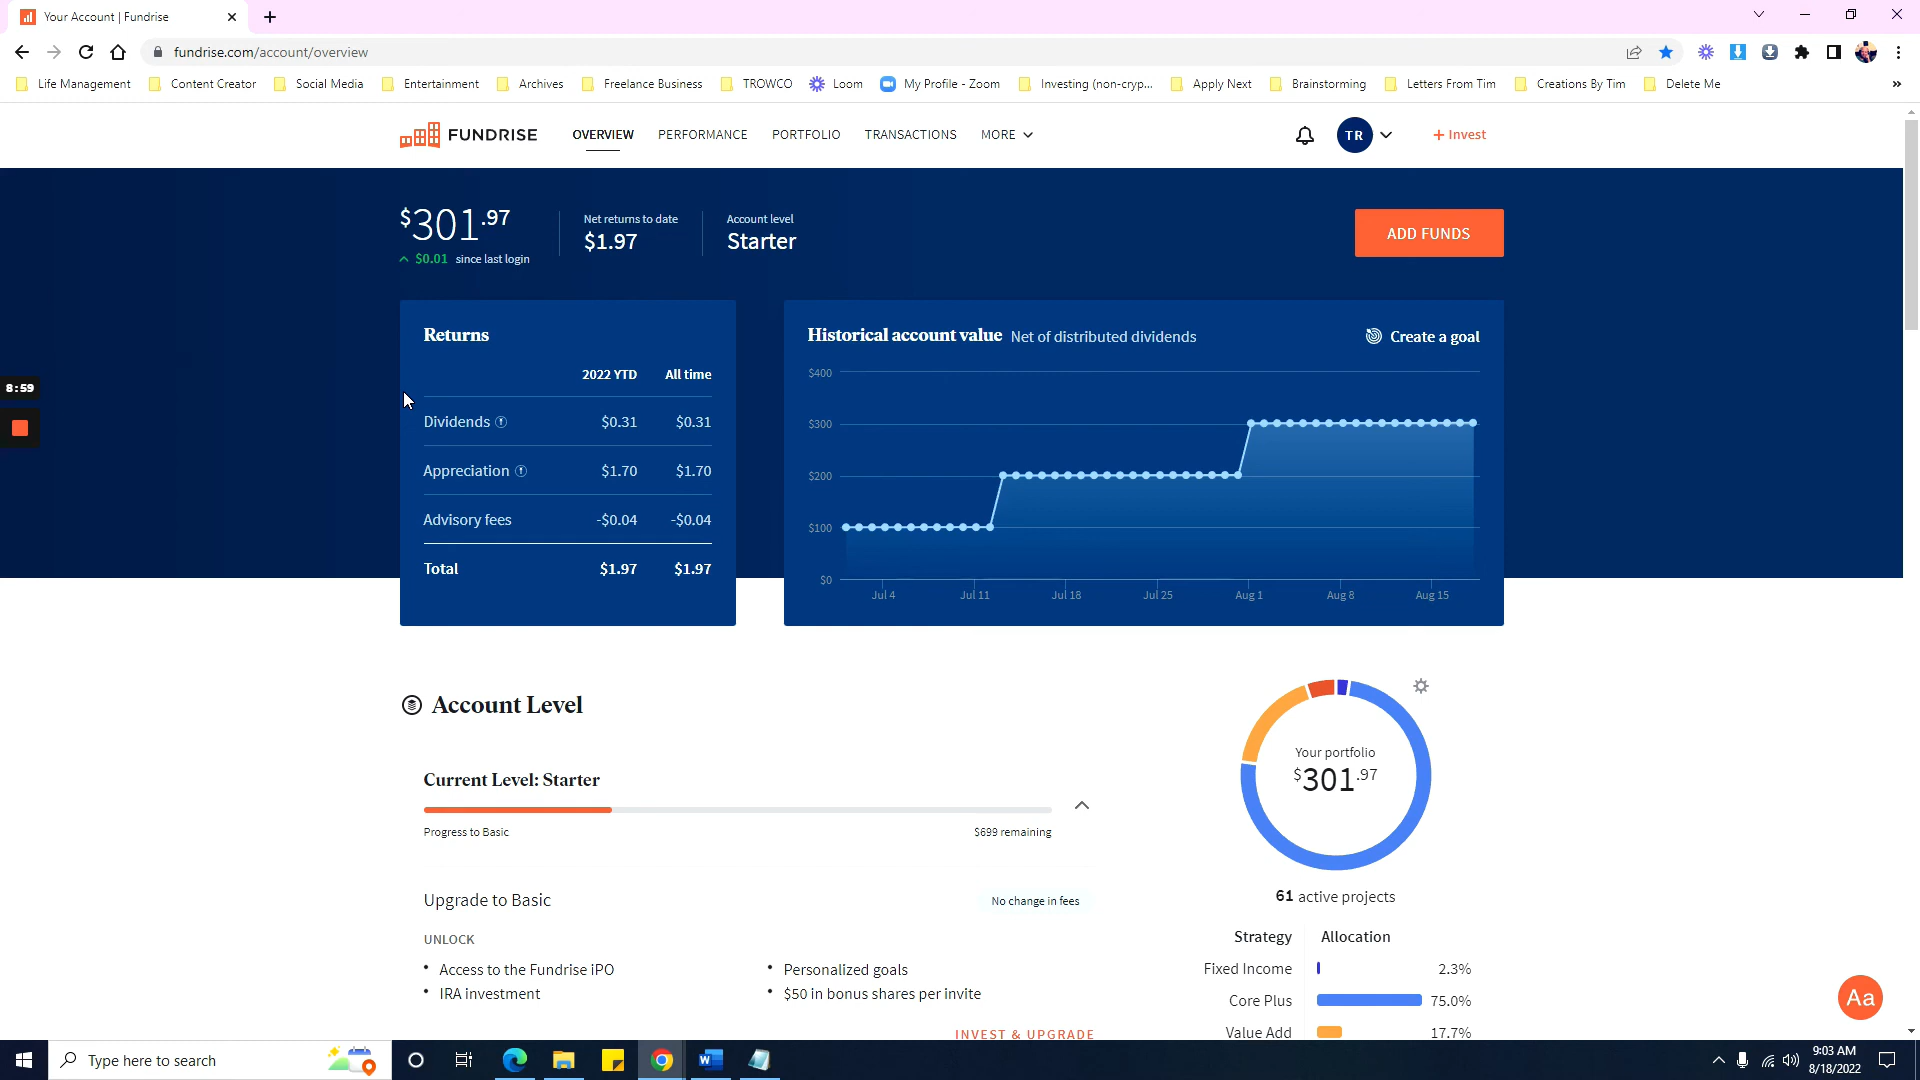 Your Account | Fundrise
fundrise.com/account/overview
Life Management
Content Creator
Social Media
Entertainment
Archives
Freelance Business
TROWCO
Loom
My Profile - Zoom
Investing (non-cryp...
Apply Next
Brainstorming
Letters From Tim
Creations By Tim
Delete Me
»
FUNDRISE
OVERVIEW
PERFORMANCE
PORTFOLIO
TRANSACTIONS
MORE
TR
+ Invest
$301.97
$0.01 since last login
Net returns to date
$1.97
Account level
Starter
ADD FUNDS
8:59
Returns
2022 YTD All time
Dividends $0.31 $0.31
Appreciation $1.70 $1.70
Advisory fees -$0.04 -$0.04
Total $1.97 $1.97
Historical account value Net of distributed dividends
Create a goal
$400
$300
$200
$100
$0
Jul 4 Jul 11 Jul 18 Jul 25 Aug 1 Aug 8 Aug 15
Account Level
Current Level: Starter
Progress to Basic $699 remaining
Upgrade to Basic No change in fees
UNLOCK
• Access to the Fundrise iPO
• IRA investment
• Personalized goals
• $50 in bonus shares per invite
INVEST & UPGRADE
Your portfolio
$301.97
61 active projects
Strategy Allocation
Fixed Income 2.3%
Core Plus 75.0%
Value Add 17.7%
Aa
Type here to search
9:03 AM
8/18/2022